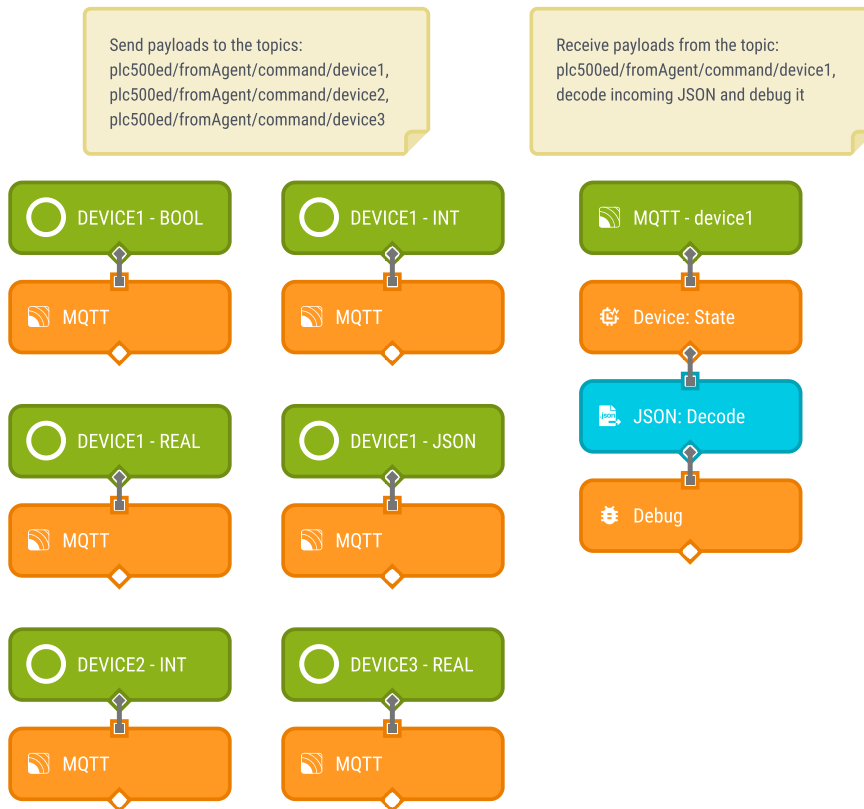 Send payloads to the topics:
plc500ed/fromAgent/command/device1,
plc500ed/fromAgent/command/device2,
plc500ed/fromAgent/command/device3
Receive payloads from the topic:
plc500ed/fromAgent/command/device1,
decode incoming JSON and debug it
DEVICE1 - BOOL
MQTT
DEVICE1 - INT
MQTT
DEVICE1 - REAL
MQTT
DEVICE1 - JSON
MQTT
DEVICE2 - INT
MQTT
DEVICE3 - REAL
MQTT
MQTT - device1
Device: State
json
JSON: Decode
Debug